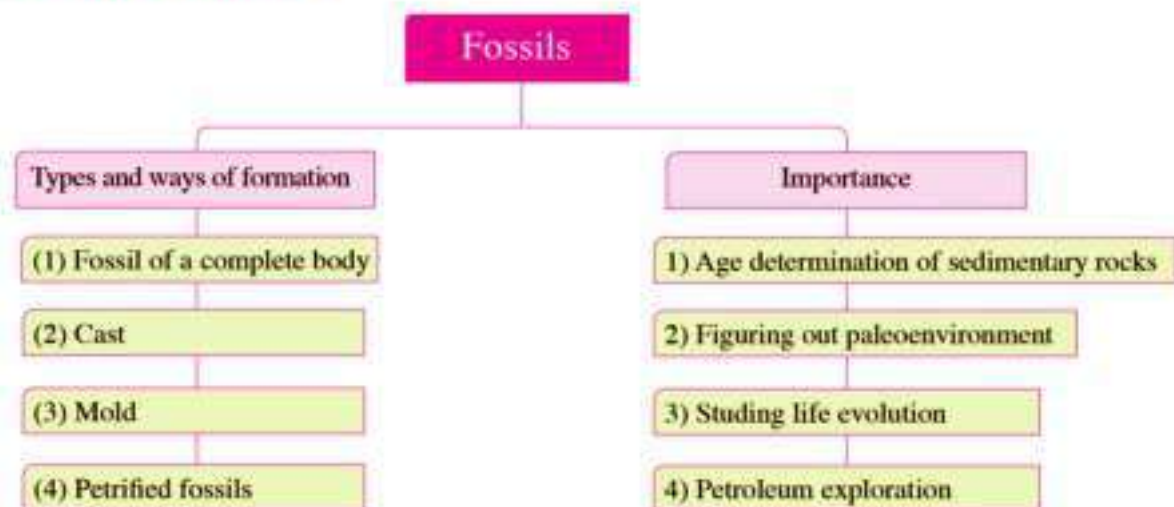 Fossils
Types and ways of formation
(1) Fossil of a complete body
(2) Cast
(3) Mold
(4) Petrified fossils
Importance
1) Age determination of sedimentary rocks
2) Figuring out paleoenvironment
3) Studing life evolution
4) Petroleum exploration